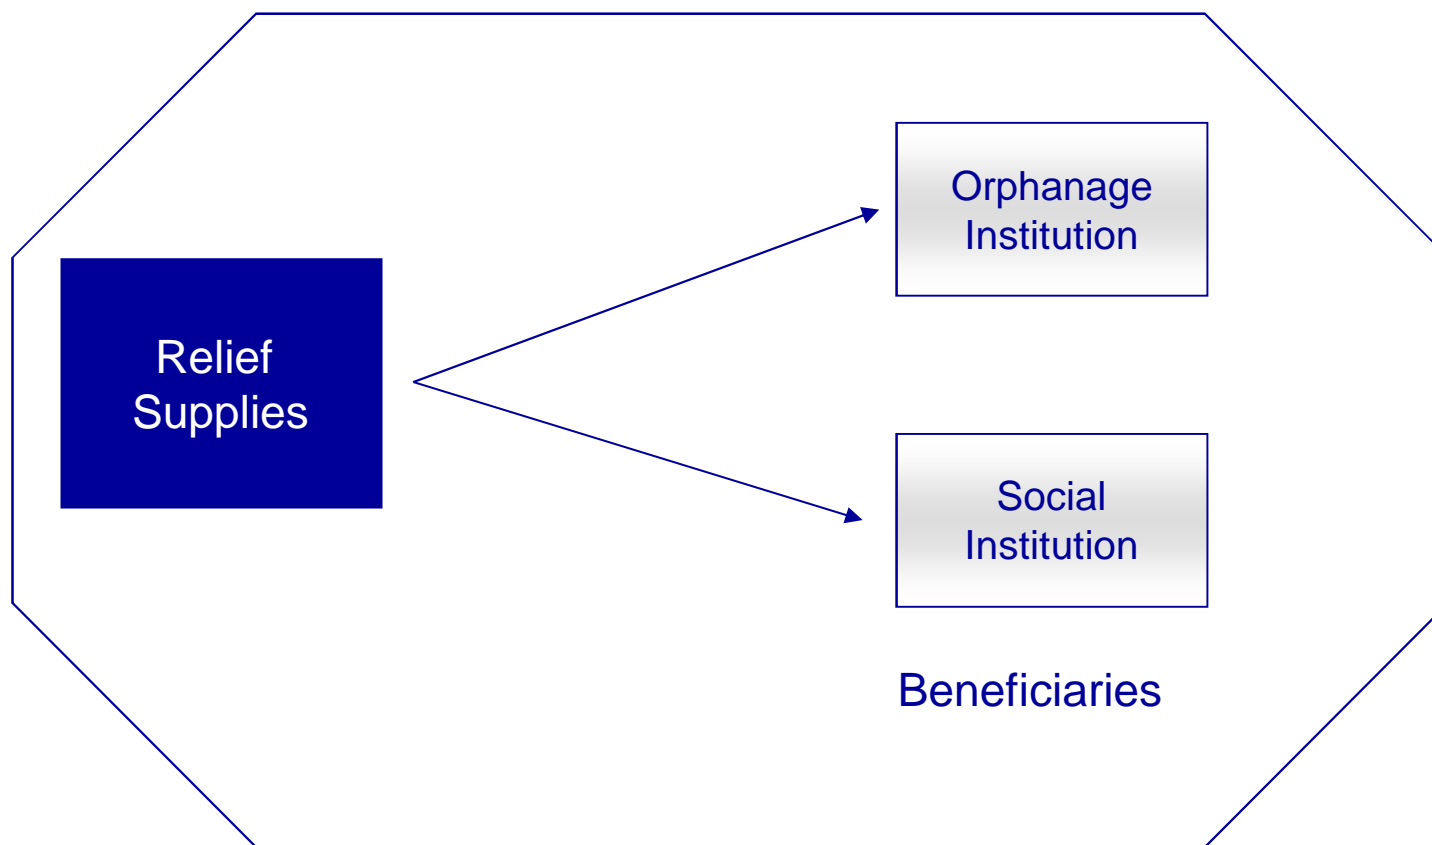 Relief
Supplies
Orphanage
Institution
Social
Institution
Beneficiaries